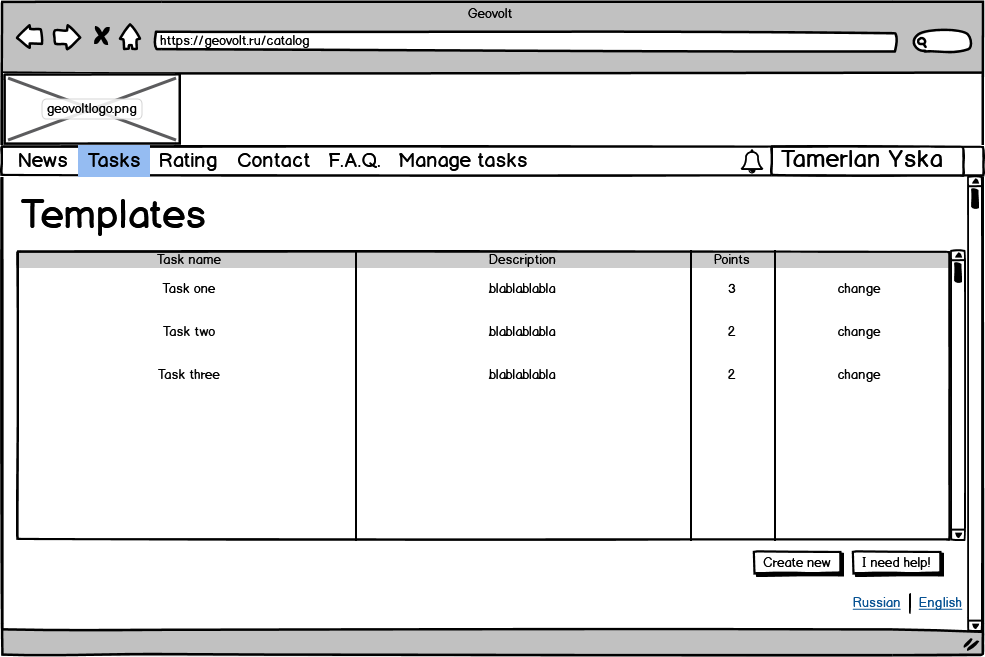 Geovolt
https://geovolt.ru/catalog
geovoltlogo.png
News Tasks Rating Contact F.A.Q. Manage tasks Tamerlan Yska
Templates
Task name Description Points
Task one blablablabla 3 change
Task two blablablabla 2 change
Task three blablablabla 2 change
Create new I need help!
Russian | English